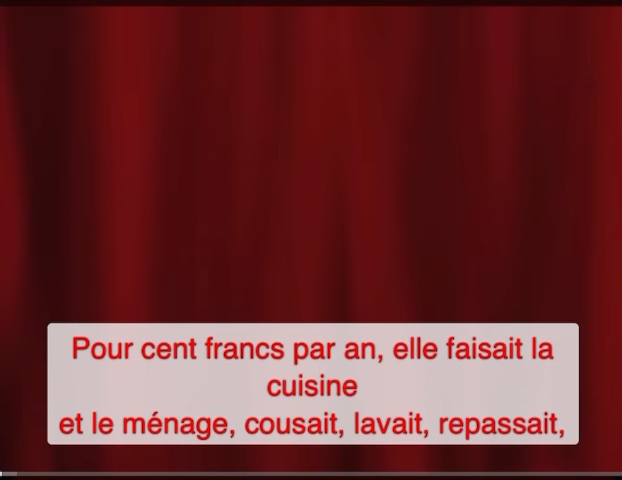 Pour cent francs par an, elle faisait la
cuisine
et le ménage, cousait, lavait, repassait,